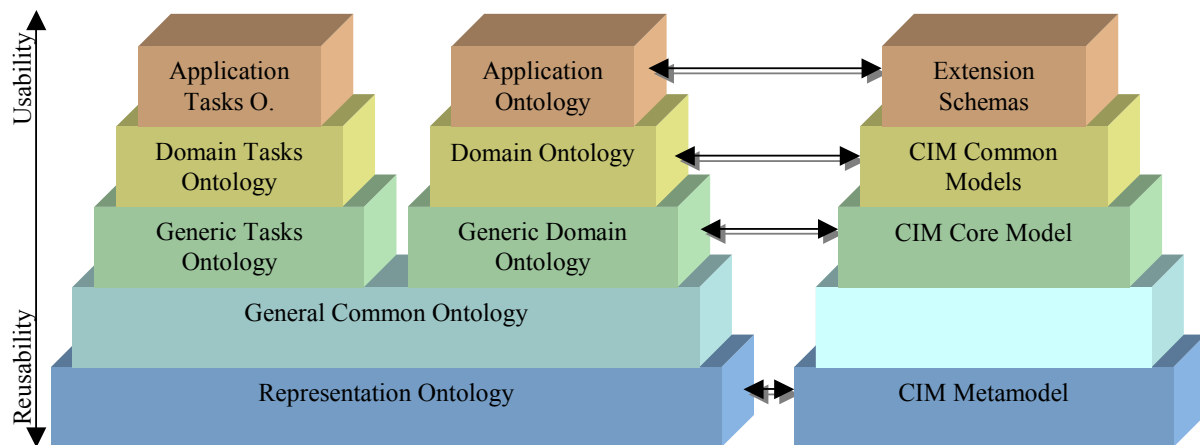 Usability
Application
Tasks O.
Application
Ontology
Extension
Schemas
Domain Tasks
Ontology
Domain Ontology
CIM Common
Models
Generic Tasks
Ontology
Generic Domain
Ontology
CIM Core Model
General Common Ontology
Reusability
Representation Ontology
CIM Metamodel